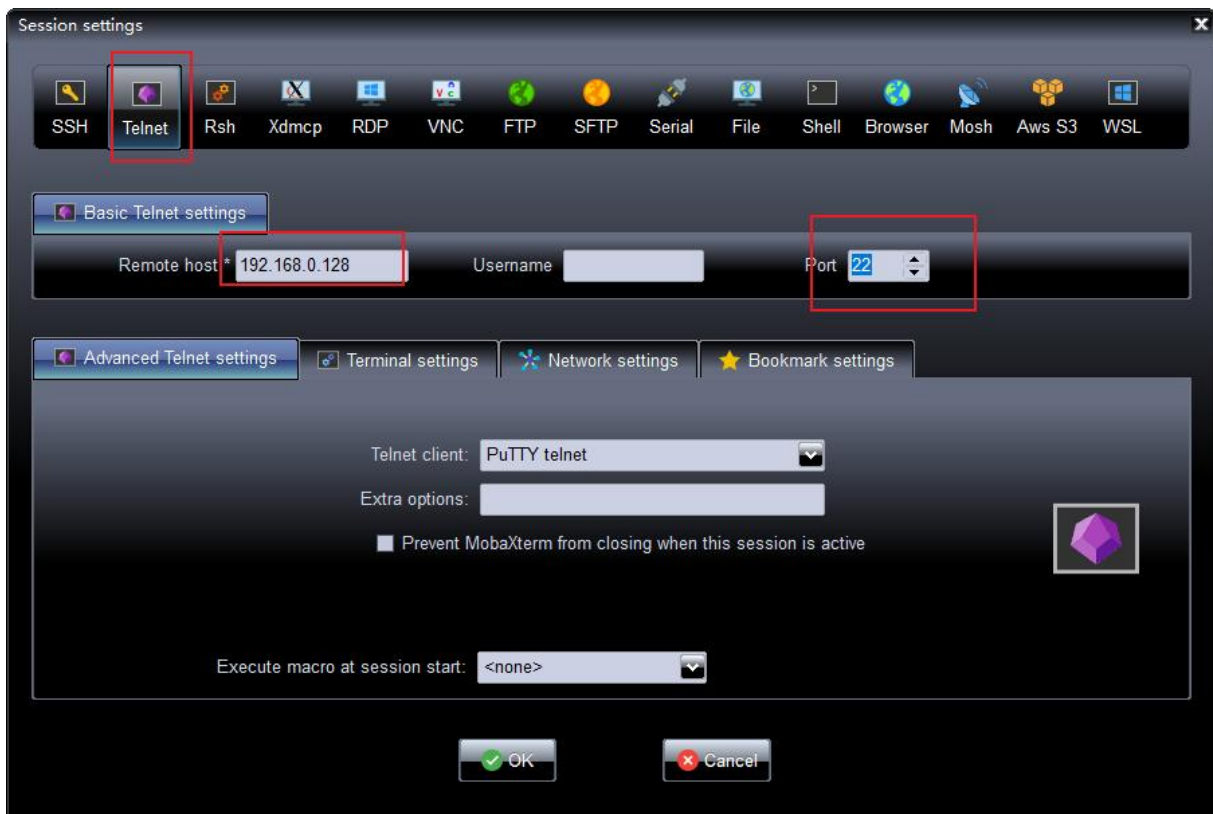 Session settings
SSH Telnet Rsh Xdmcp RDP VNC FTP SFTP Serial File Shell Browser Mosh Aws S3 WSL
Basic Telnet settings
Remote host * 192.168.0.128 Username Port 22
Advanced Telnet settings Terminal settings Network settings Bookmark settings
Telnet client: PuTTY telnet
Extra options:
Prevent MobaXterm from closing when this session is active
Execute macro at session start: <none>
OK Cancel